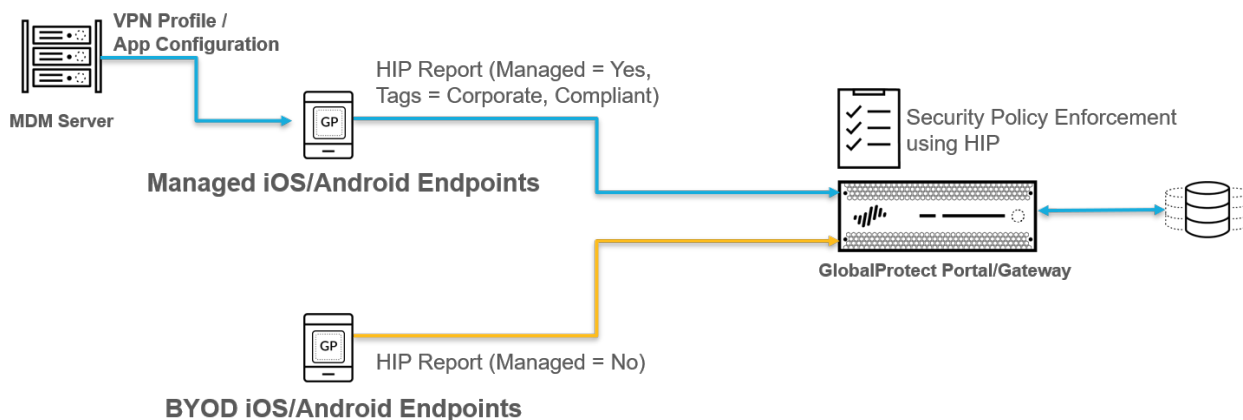 VPN Profile /
App Configuration
MDM Server
HIP Report (Managed = Yes,
Tags = Corporate, Compliant)
GP
Managed iOS/Android Endpoints
Security Policy Enforcement
using HIP
GlobalProtect Portal/Gateway
GP
HIP Report (Managed = No)
BYOD iOS/Android Endpoints